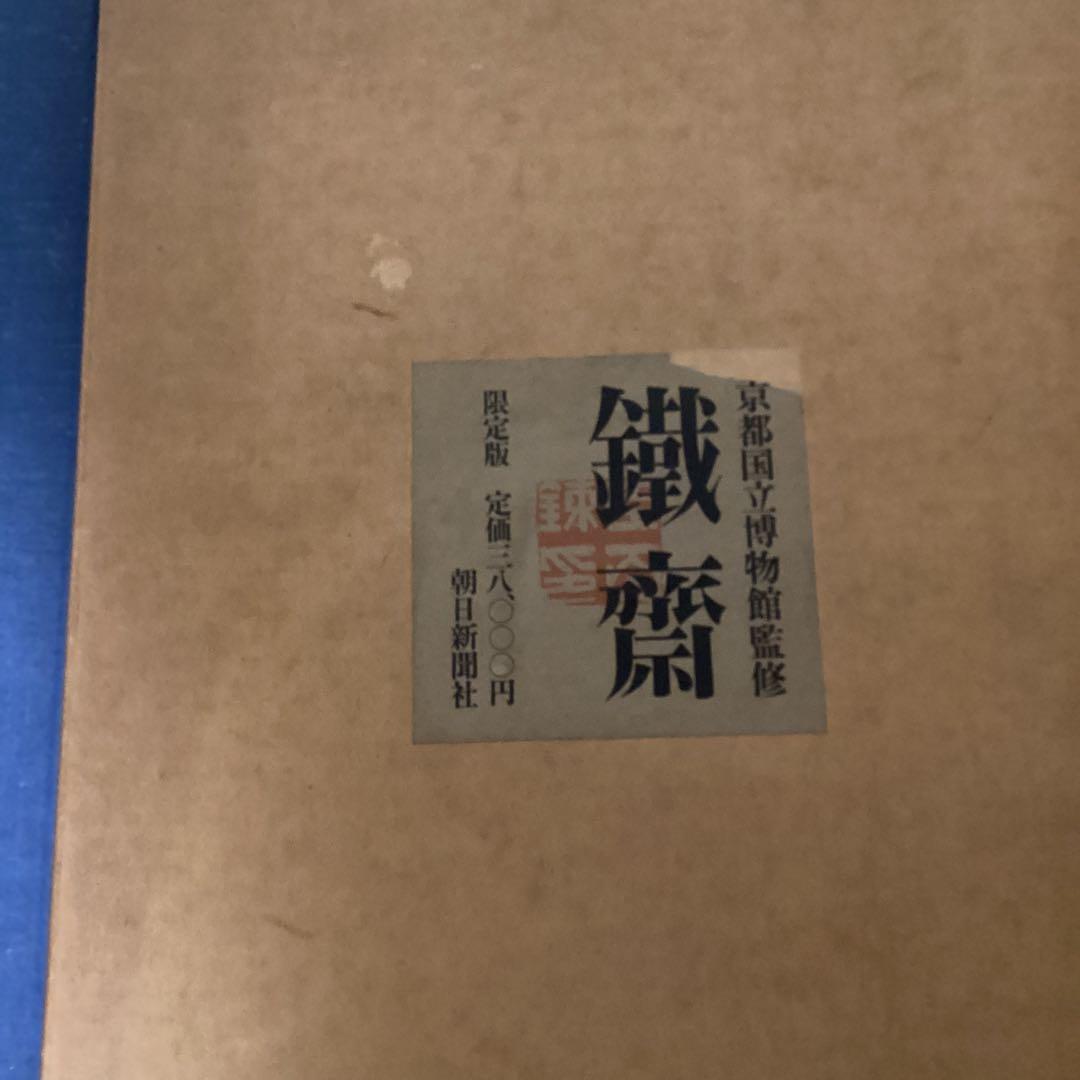 京都国立博物館監修
鐵齋
限定版 定価三八、〇〇〇円
朝日新聞社